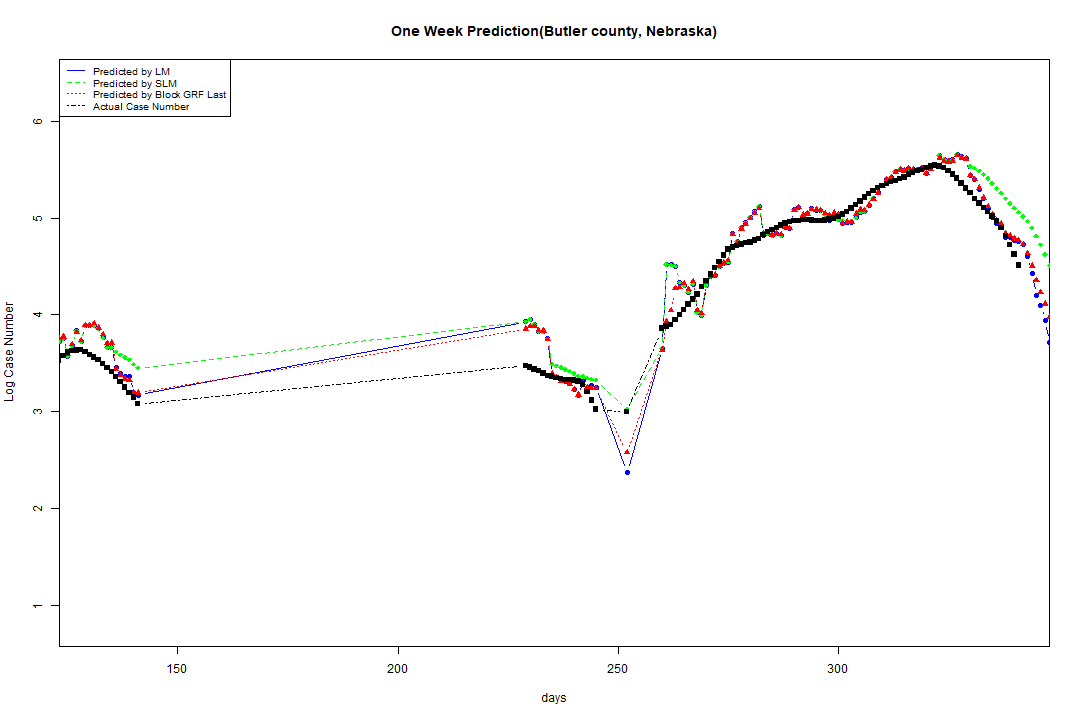 One Week Prediction(Butler county, Nebraska)
Predicted by LM
Predicted by SLM
Predicted by Block GRF Last
Actual Case Number
6
5
4
3
2
1
Log Case Number
150
200
250
300
days